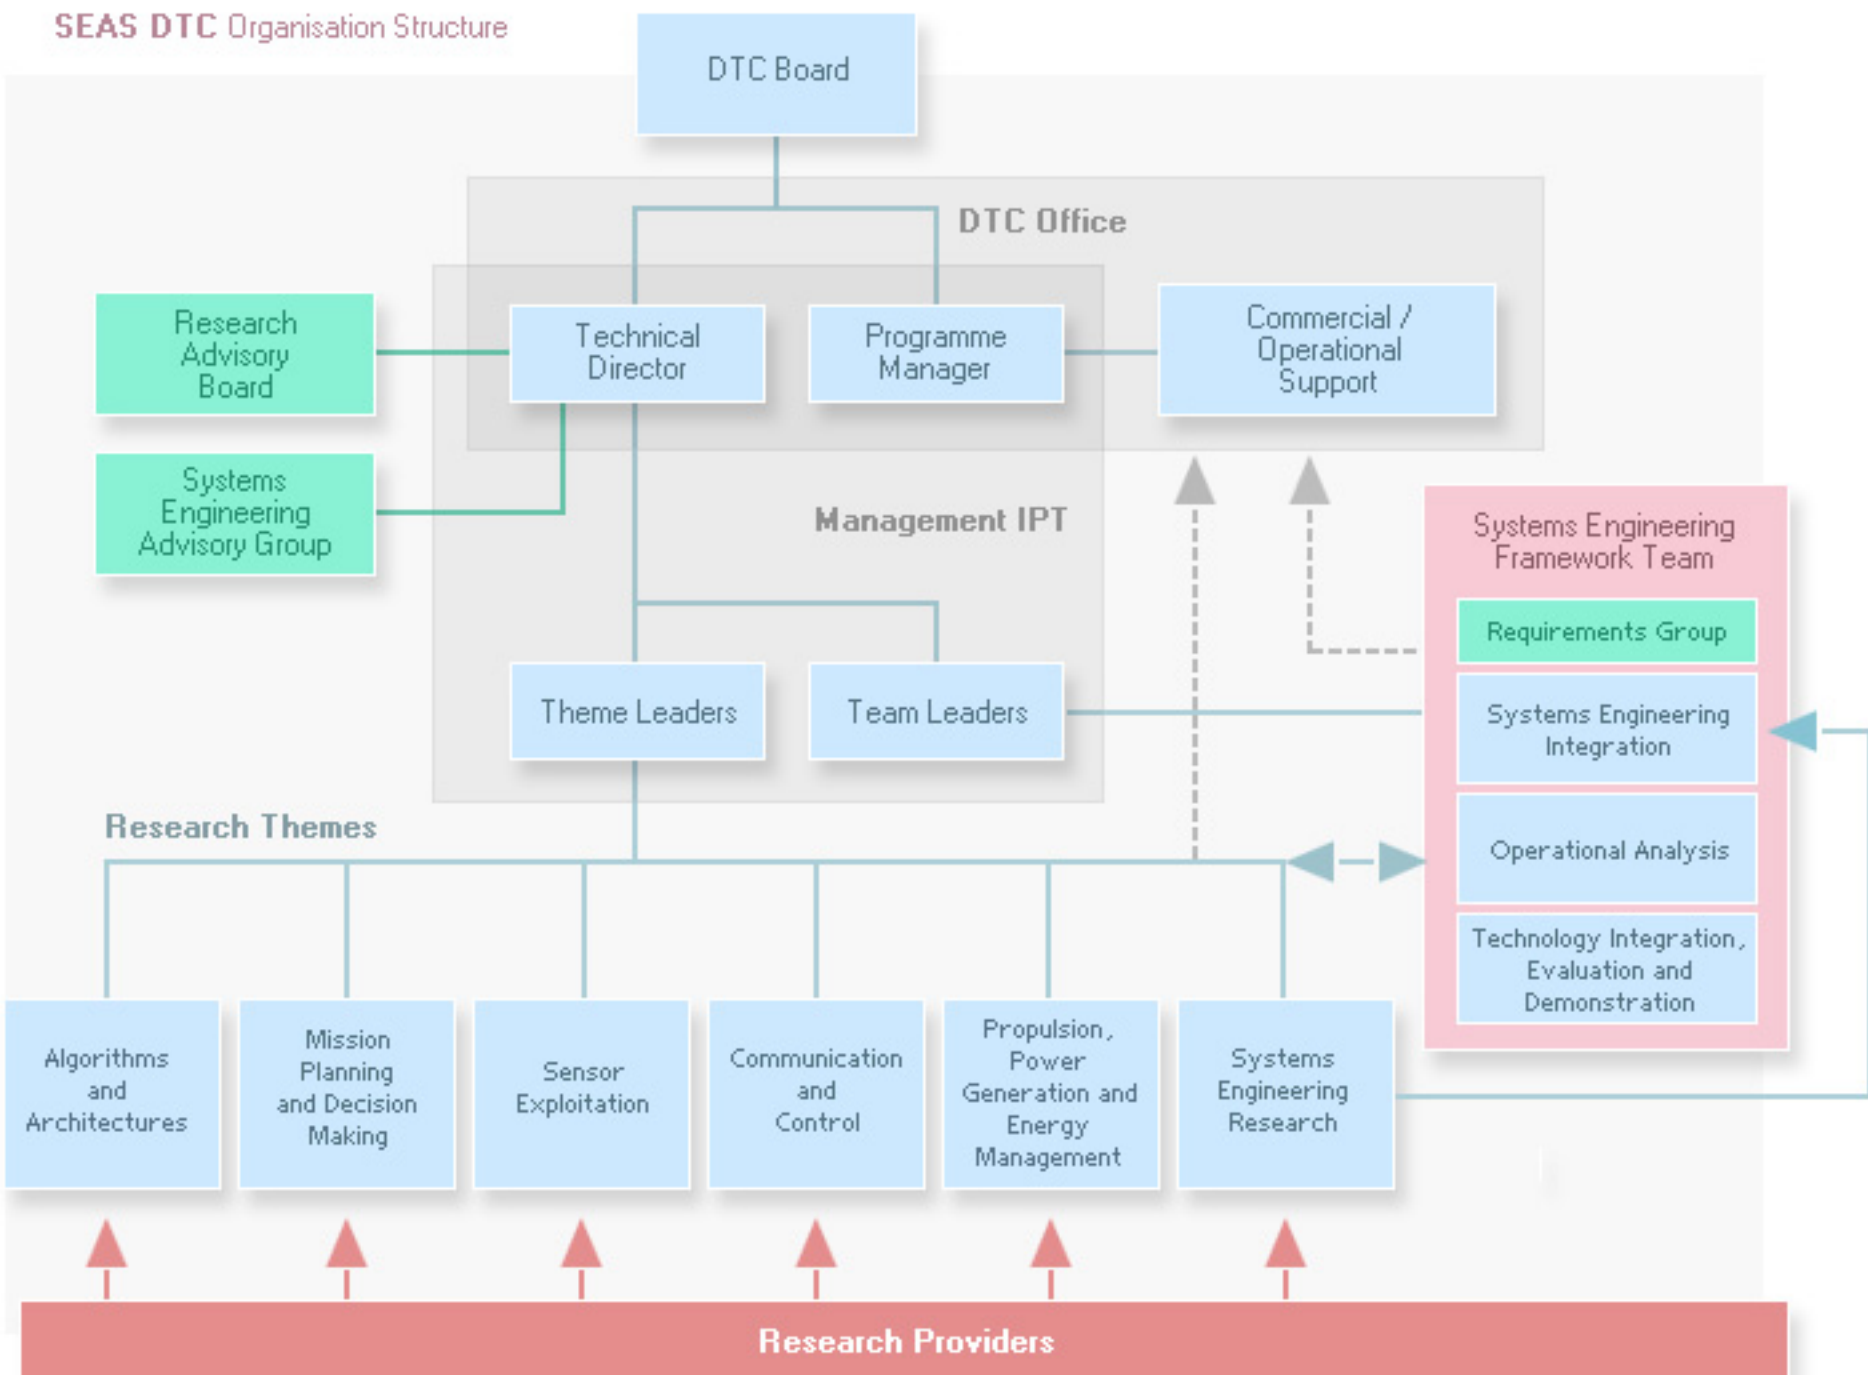 SEAS DTC Organisation Structure
DTC Board
DTC Office
Research
Advisory
Board
Technical
Director
Programme
Manager
Commercial /
Operational
Support
Systems
Engineering
Advisory Group
Management IPT
Systems Engineering
Framework Team
Requirements Group
Systems Engineering
Integration
Operational Analysis
Technology Integration,
Evaluation and
Demonstration
Theme Leaders
Team Leaders
Research Themes
Algorithms
and
Architectures
Mission
Planning
and Decision
Making
Sensor
Exploitation
Communication
and
Control
Propulsion,
Power
Generation and
Energy
Management
Systems
Engineering
Research
Research Providers